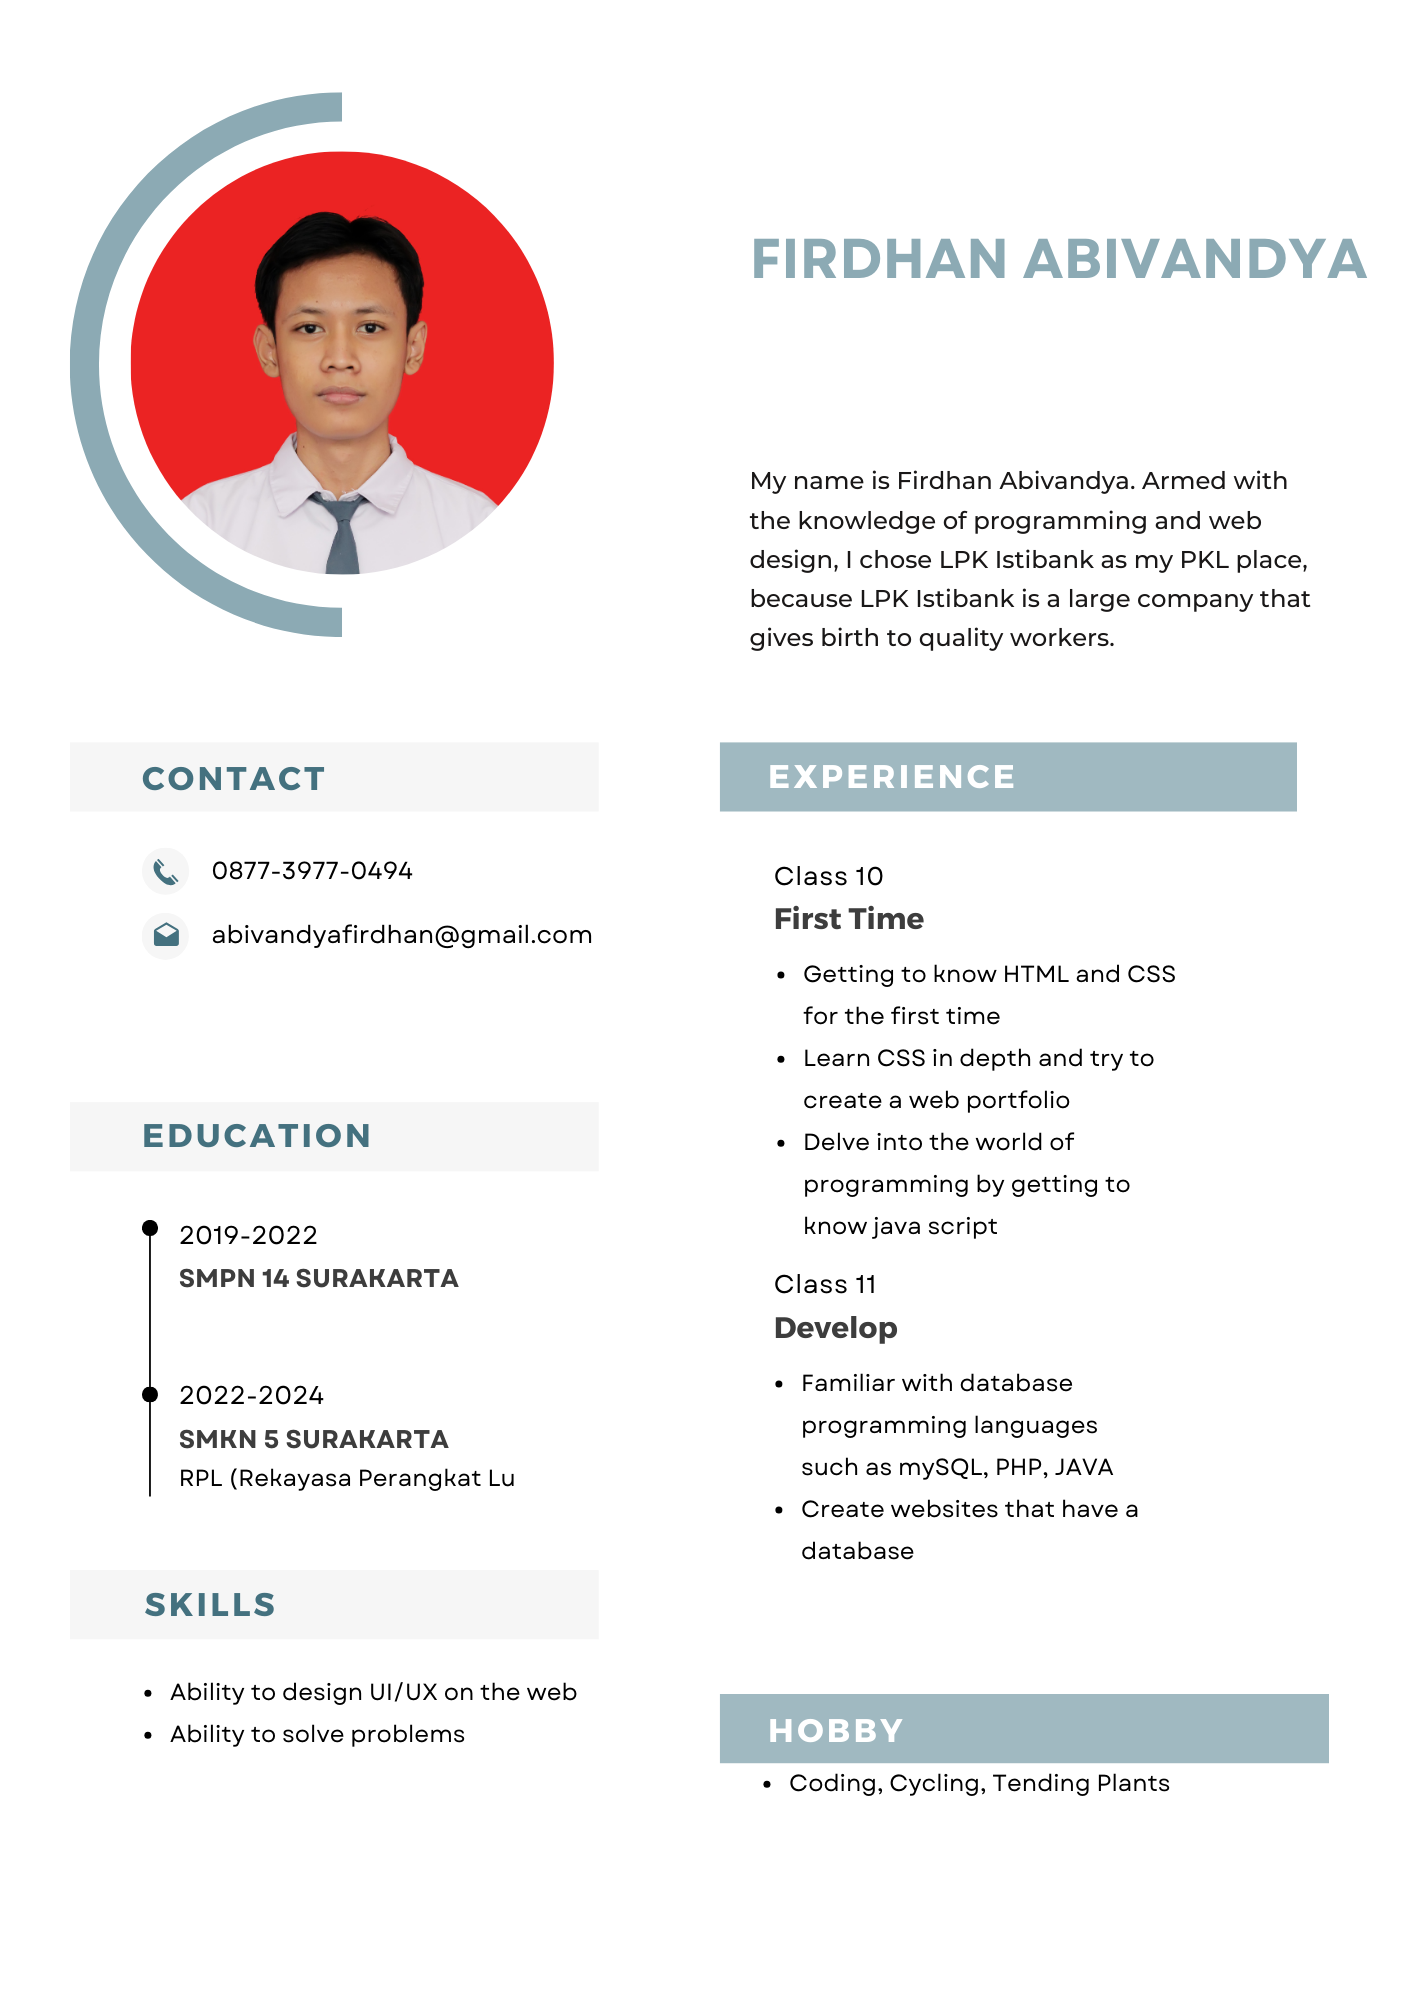 FIRDHAN ABIVANDYA
My name is Firdhan Abivandya. Armed with
the knowledge of programming and web
design, I chose LPK Istibank as my PKL place,
because LPK Istibank is a large company that
gives birth to quality workers.
CONTACT
0877-3977-0494
abivandyafirdhan@gmail.com
EDUCATION
2019-2022
SMPN 14 SURAKARTA
2022-2024
SMKN 5 SURAKARTA
RPL (Rekayasa Perangkat Lu
SKILLS
• Ability to design UI/UX on the web
• Ability to solve problems
EXPERIENCE
Class 10
First Time
• Getting to know HTML and CSS
for the first time
• Learn CSS in depth and try to
create a web portfolio
• Delve into the world of
programming by getting to
know java script
Class 11
Develop
• Familiar with database
programming languages
such as mySQL, PHP, JAVA
• Create websites that have a
database
HOBBY
• Coding, Cycling, Tending Plants